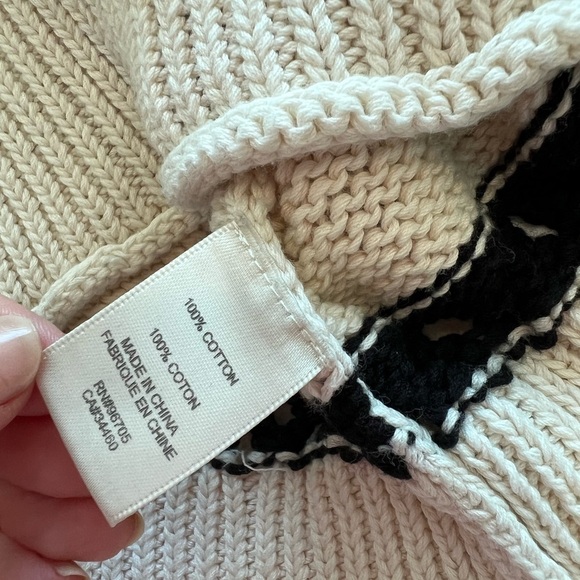 100% COTTON
100% COTON
MADE IN CHINA
FABRIQUE EN CHINE
RN#96705
CA#34460